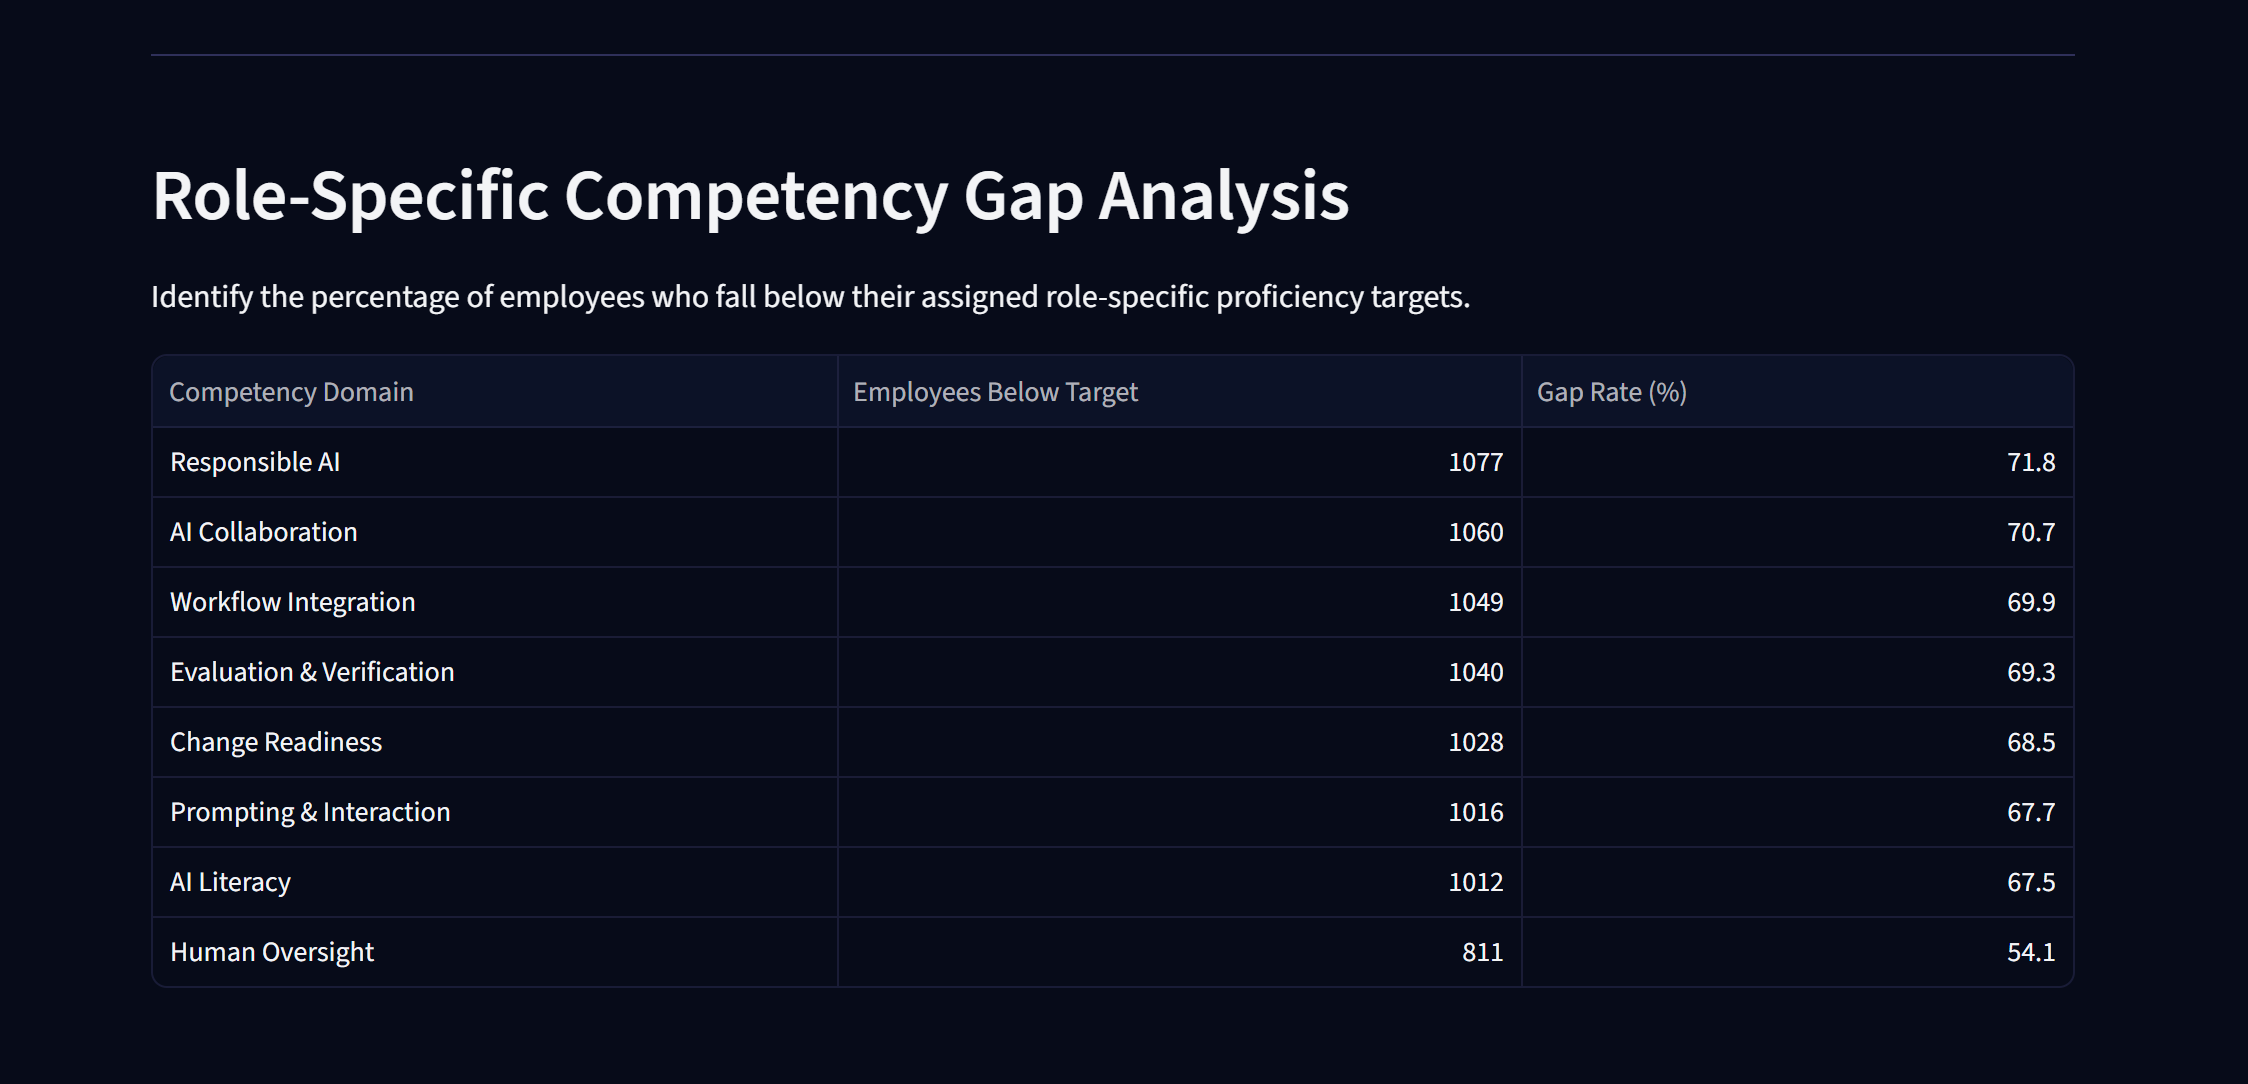 Role-Specific Competency Gap Analysis
Identify the percentage of employees who fall below their assigned role-specific proficiency targets.
Competency Domain Employees Below Target Gap Rate (%)
Responsible AI 1077 71.8
AI Collaboration 1060 70.7
Workflow Integration 1049 69.9
Evaluation & Verification 1040 69.3
Change Readiness 1028 68.5
Prompting & Interaction 1016 67.7
AI Literacy 1012 67.5
Human Oversight 811 54.1